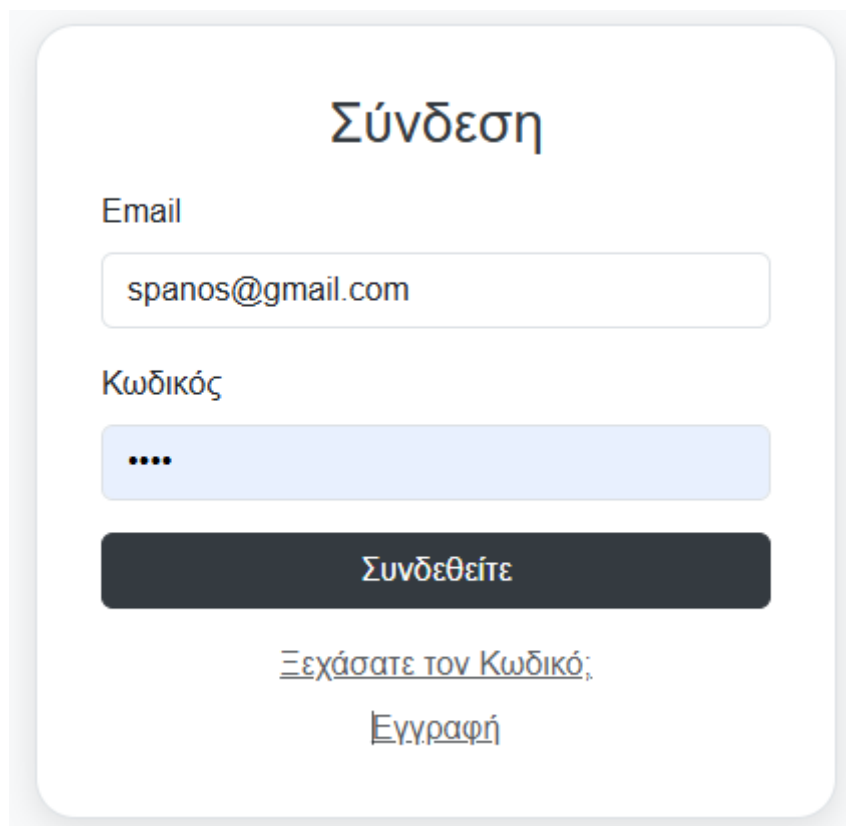 Σύνδεση
Email
spanos@gmail.com
Κωδικός
••••
Συνδεθείτε
Ξεχάσατε τον Κωδικό;
Εγγραφή